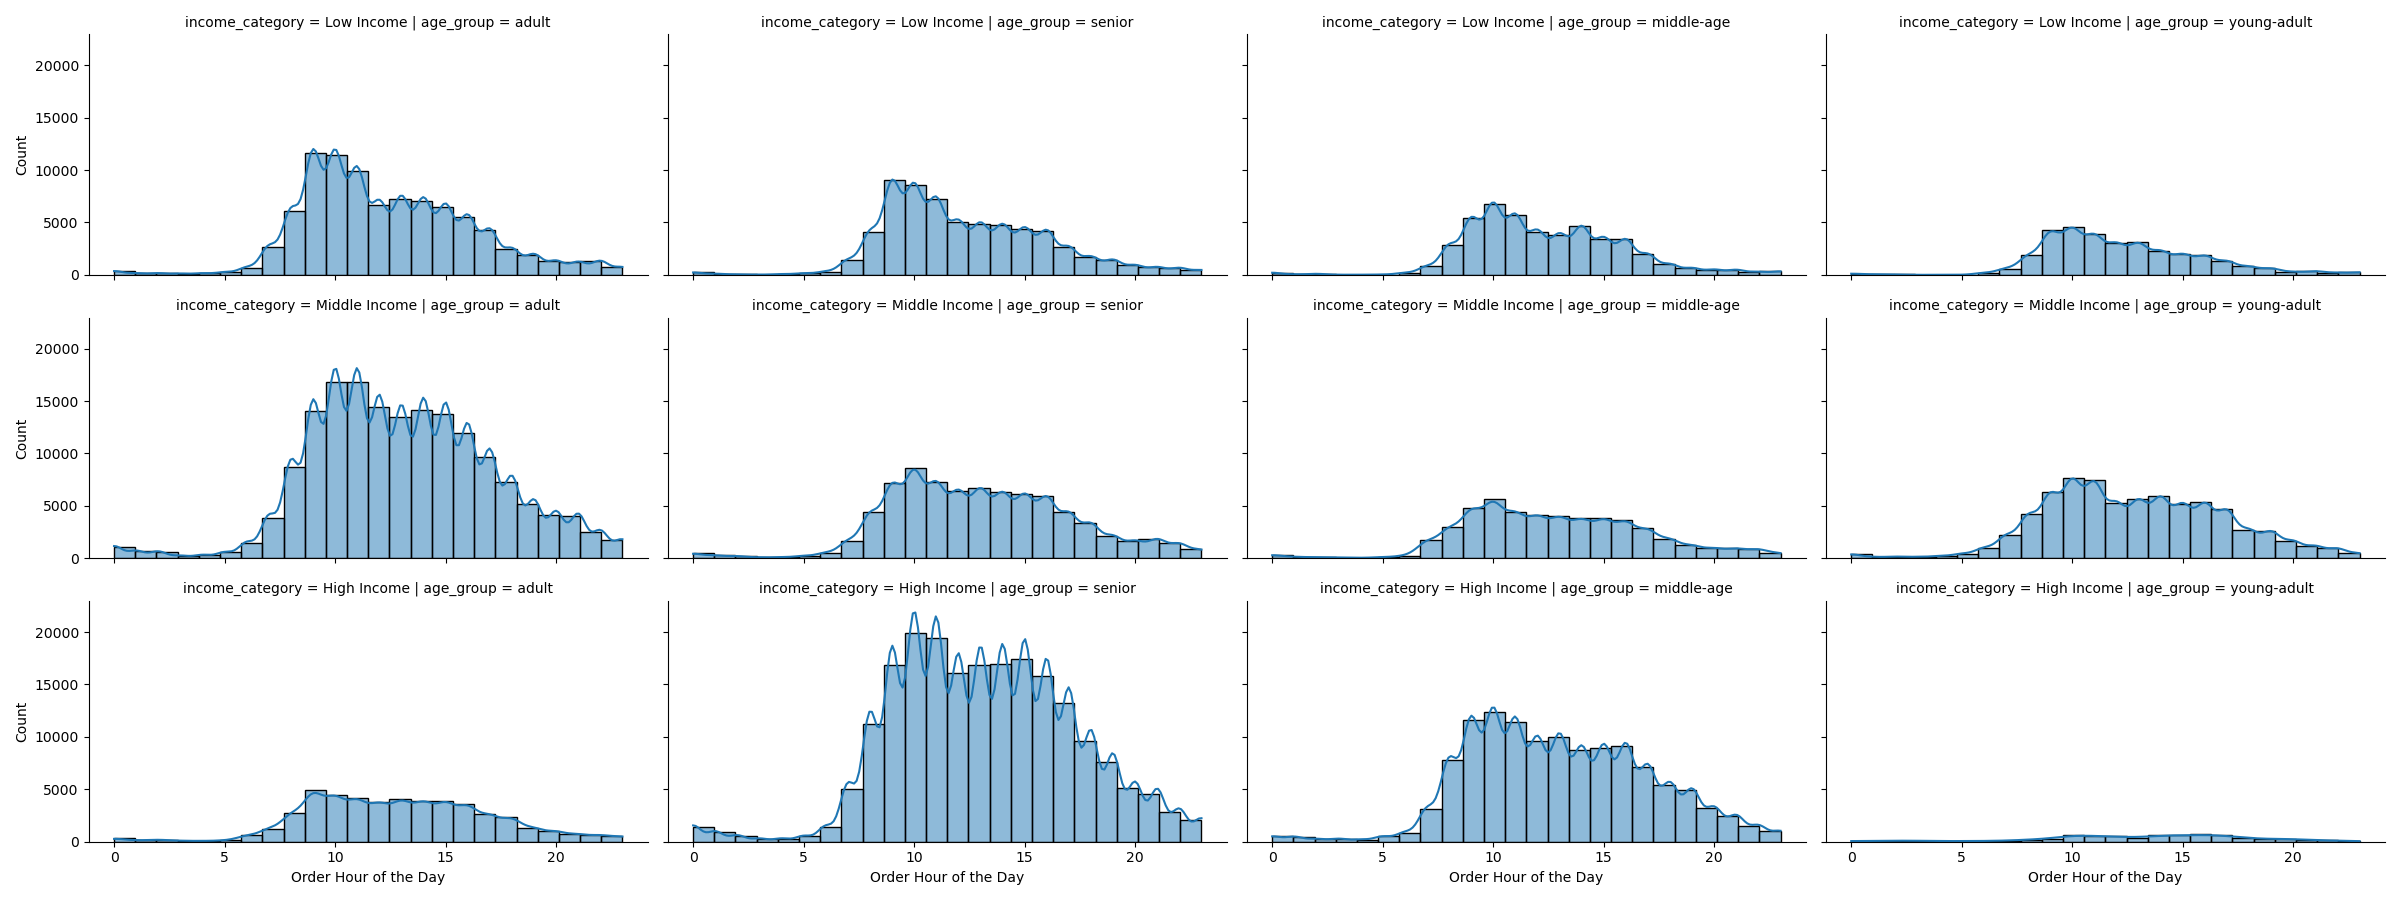 income_category = Low Income | age_group = adult
income_category = Low Income | age_group = senior
income_category = Low Income | age_group = middle-age
income_category = Low Income | age_group = young-adult
20000
15000
10000
5000
0
Count
income_category = Middle Income | age_group = adult
income_category = Middle Income | age_group = senior
income_category = Middle Income | age_group = middle-age
income_category = Middle Income | age_group = young-adult
20000
15000
10000
5000
0
Count
income_category = High Income | age_group = adult
income_category = High Income | age_group = senior
income_category = High Income | age_group = middle-age
income_category = High Income | age_group = young-adult
20000
15000
10000
5000
0
Count
0 5 10 15 20
0 5 10 15 20
0 5 10 15 20
0 5 10 15 20
Order Hour of the Day
Order Hour of the Day
Order Hour of the Day
Order Hour of the Day